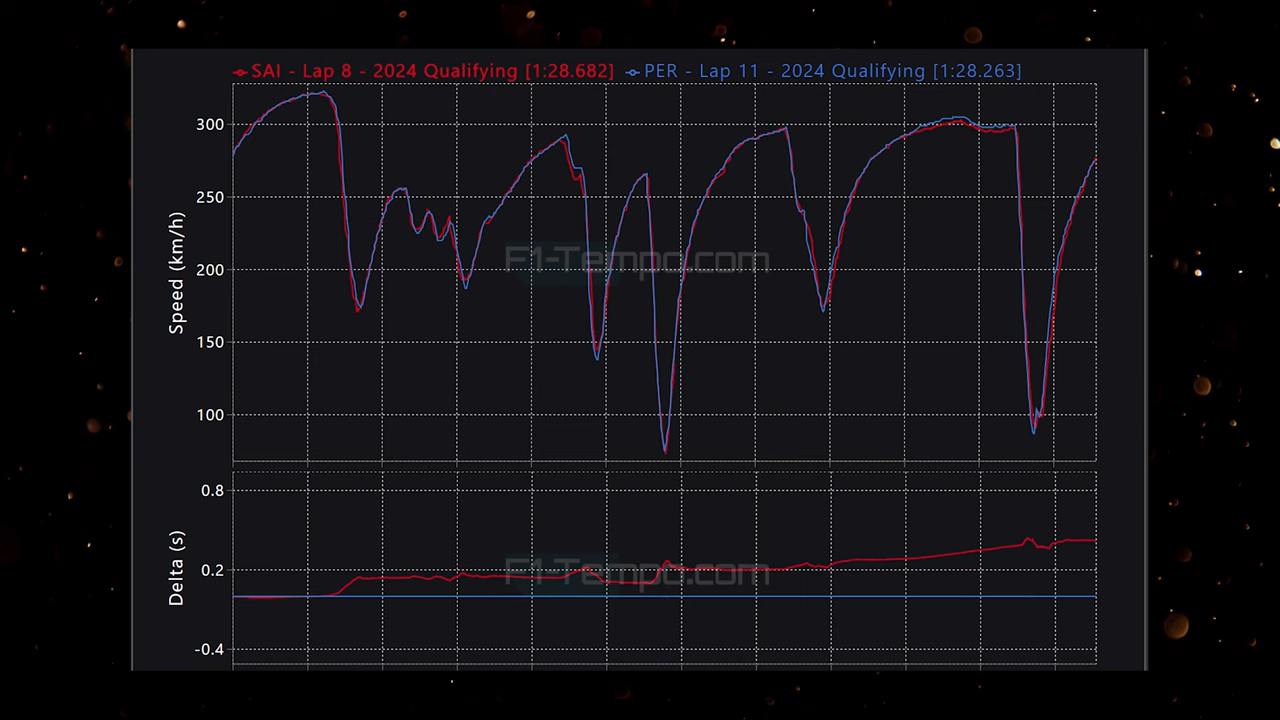 SAI - Lap 8 - 2024 Qualifying [1:28.682] PER - Lap 11 - 2024 Qualifying [1:28.263]
300
250
200
150
100
Speed (km/h)
F1-Tempo.com
0.8
0.2
-0.4
Delta (s)
F1-Tempo.com